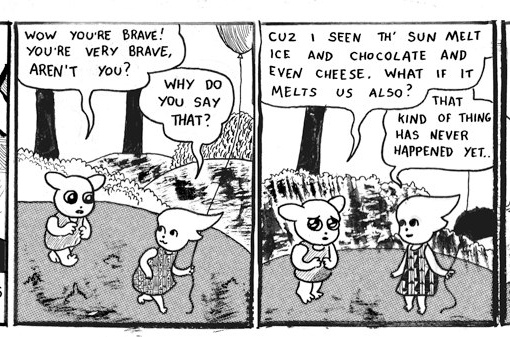 WOW YOU'RE BRAVE!
YOU'RE VERY BRAVE,
AREN'T YOU?
WHY DO
YOU SAY
THAT?
CUZ I SEEN TH' SUN MELT
ICE AND CHOCOLATE AND
EVEN CHEESE. WHAT IF IT
MELTS US ALSO?
THAT
KIND OF THING
HAS NEVER
HAPPENED YET..